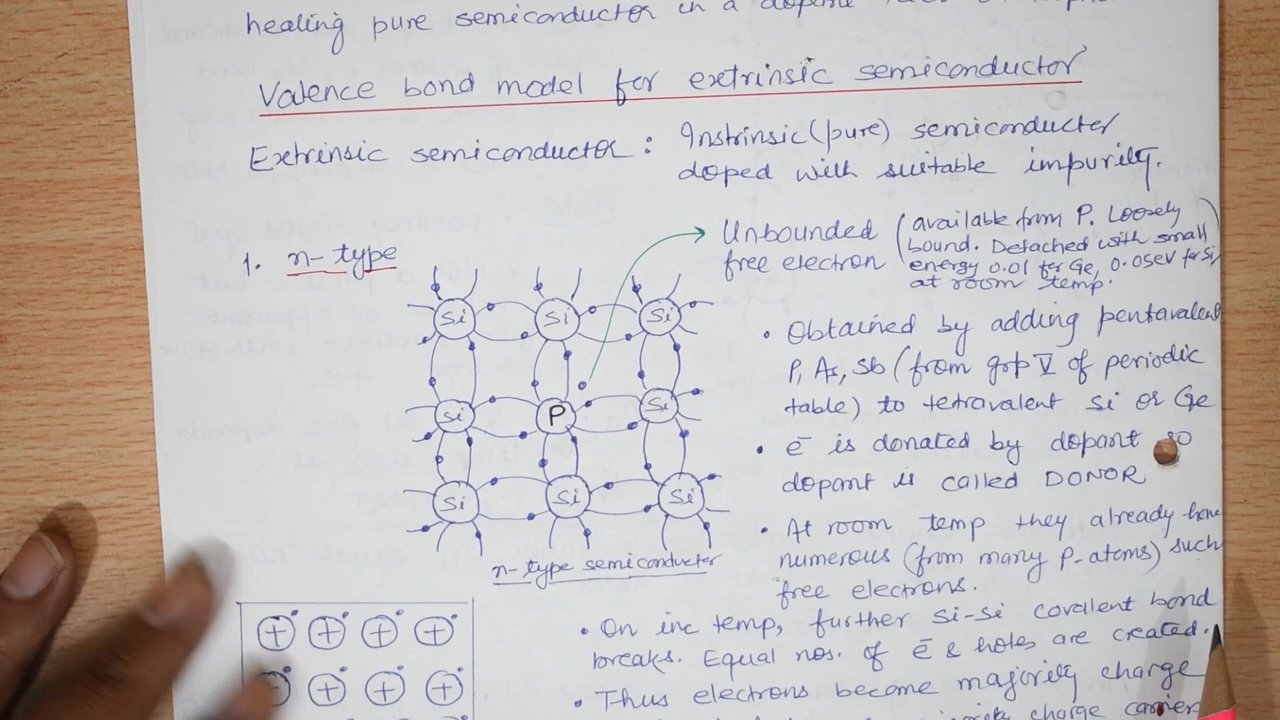 healing pure semiconductor in a
Valence bond model for extrinsic semiconductor
Extrinsic semiconductor : Instrinsic (pure) semiconductor
doped with suitable impurity.
1. n-type
Unbounded
free electron
(available from P. Loosely
bound. Detached with small
energy 0.01 for Ge, 0.05eV for Si,
at room temp.)
Si Si Si
Si P Si
Si Si Si
n-type semiconductor
• Obtained by adding pentavalent
P, As, Sb (from grp V of periodic
table) to tetravalent Si or Ge
• e̅ is donated by dopant so
dopant is called DONOR
• At room temp they already have
numerous (from many P-atoms) such
free electrons.
• On inc temp, further Si-Si covalent bond
breaks. Equal nos. of e̅ & holes are created.
• Thus electrons become majority charge
charge carrier
+ + + +
+ + + +